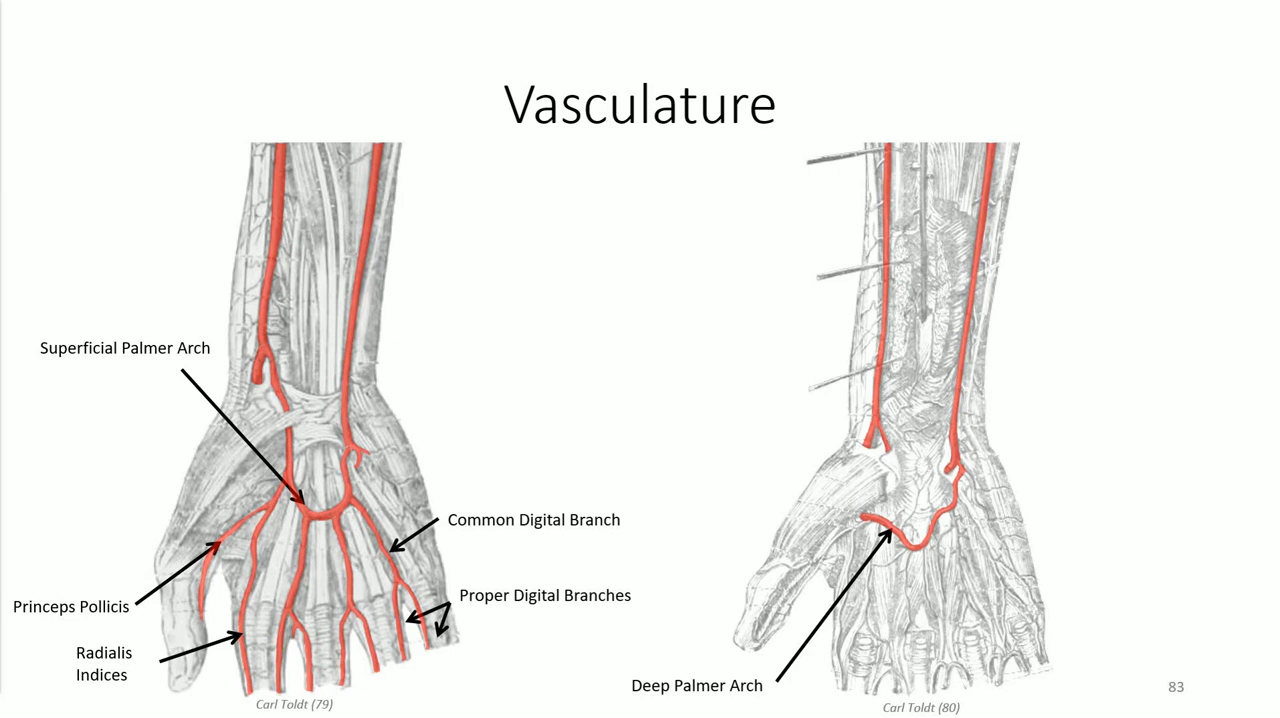 Vasculature
Superficial Palmer Arch
Common Digital Branch
Proper Digital Branches
Princeps Pollicis
Radialis
Indices
Deep Palmer Arch
Carl Toldt (79)
Carl Toldt (80)
83